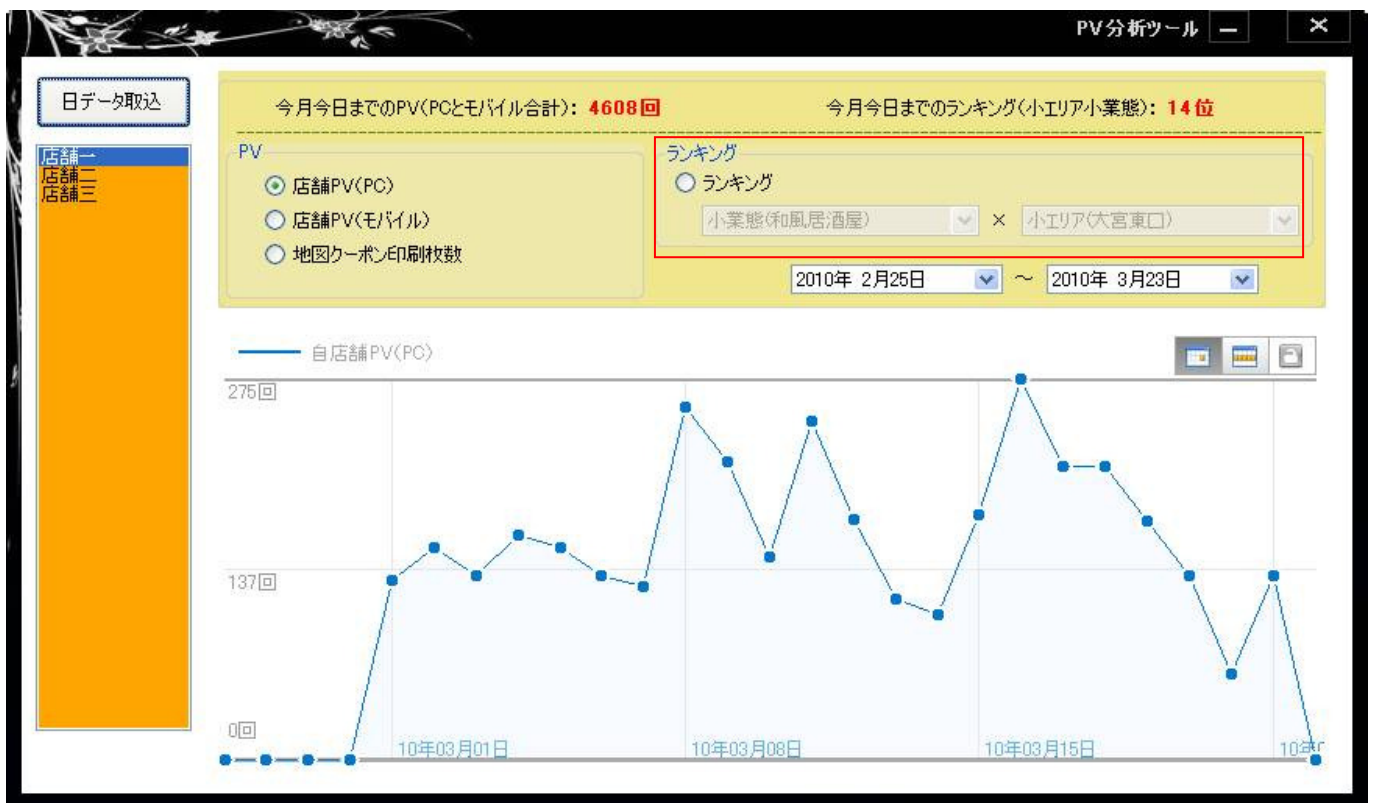 PV分析ツール
日データ取込
今月今日までのPV(PCとモバイル合計): 4608回
今月今日までのランキング(小エリア小業態): 14位
店舗一
店舗二
店舗三
PV
店舗PV(PC)
店舗PV(モバイル)
地図クーポン印刷枚数
ランキング
ランキング
小業態(和風居酒屋) × 小エリア(大宮東口)
2010年 2月25日 ～ 2010年 3月23日
自店舗PV(PC)
275回
137回
0回
10年03月01日
10年03月08日
10年03月15日